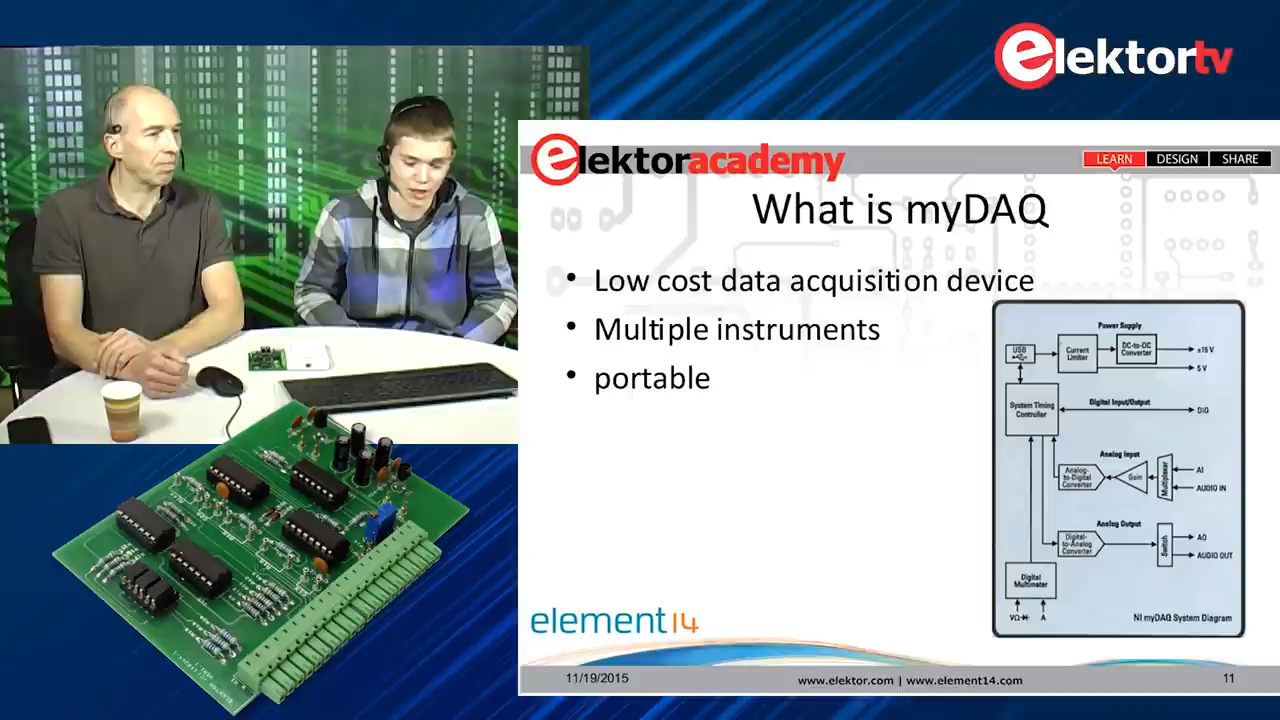 elektortv
elektoracademy
LEARN DESIGN SHARE
What is myDAQ
• Low cost data acquisition device
• Multiple instruments
• portable
Power Supply
USB
Current Limiter
DC-to-DC Converter
±15 V
5 V
System Timing Controller
Digital Input/Output
DIO
Analog Input
Analog-to-Digital Converter
Gain
Multiplexer
AI
AUDIO IN
Analog Output
Digital-to-Analog Converter
Switch
AO
AUDIO OUT
Digital Multimeter
VΩ
A
NI myDAQ System Diagram
element14
11/19/2015
www.elektor.com | www.element14.com
11